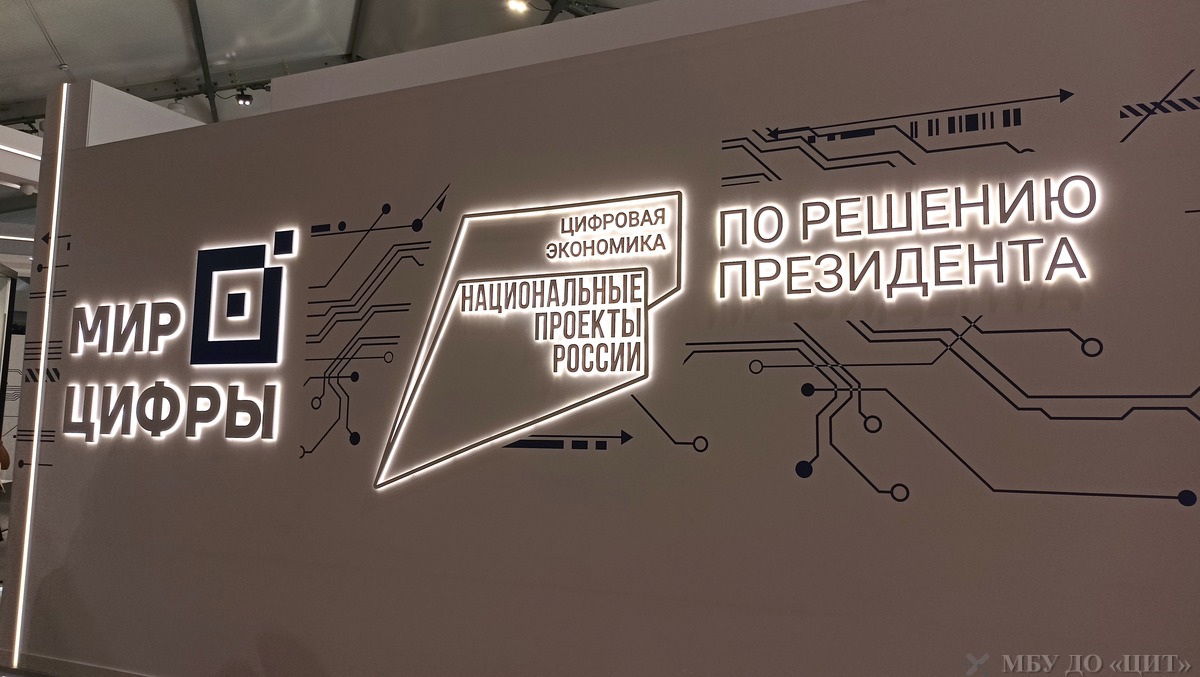 МИР
ЦИФРЫ
ЦИФРОВАЯ
ЭКОНОМИКА
НАЦИОНАЛЬНЫЕ
ПРОЕКТЫ
РОССИИ
ПО РЕШЕНИЮ
ПРЕЗИДЕНТА
МБУ ДО «ЦИТ»